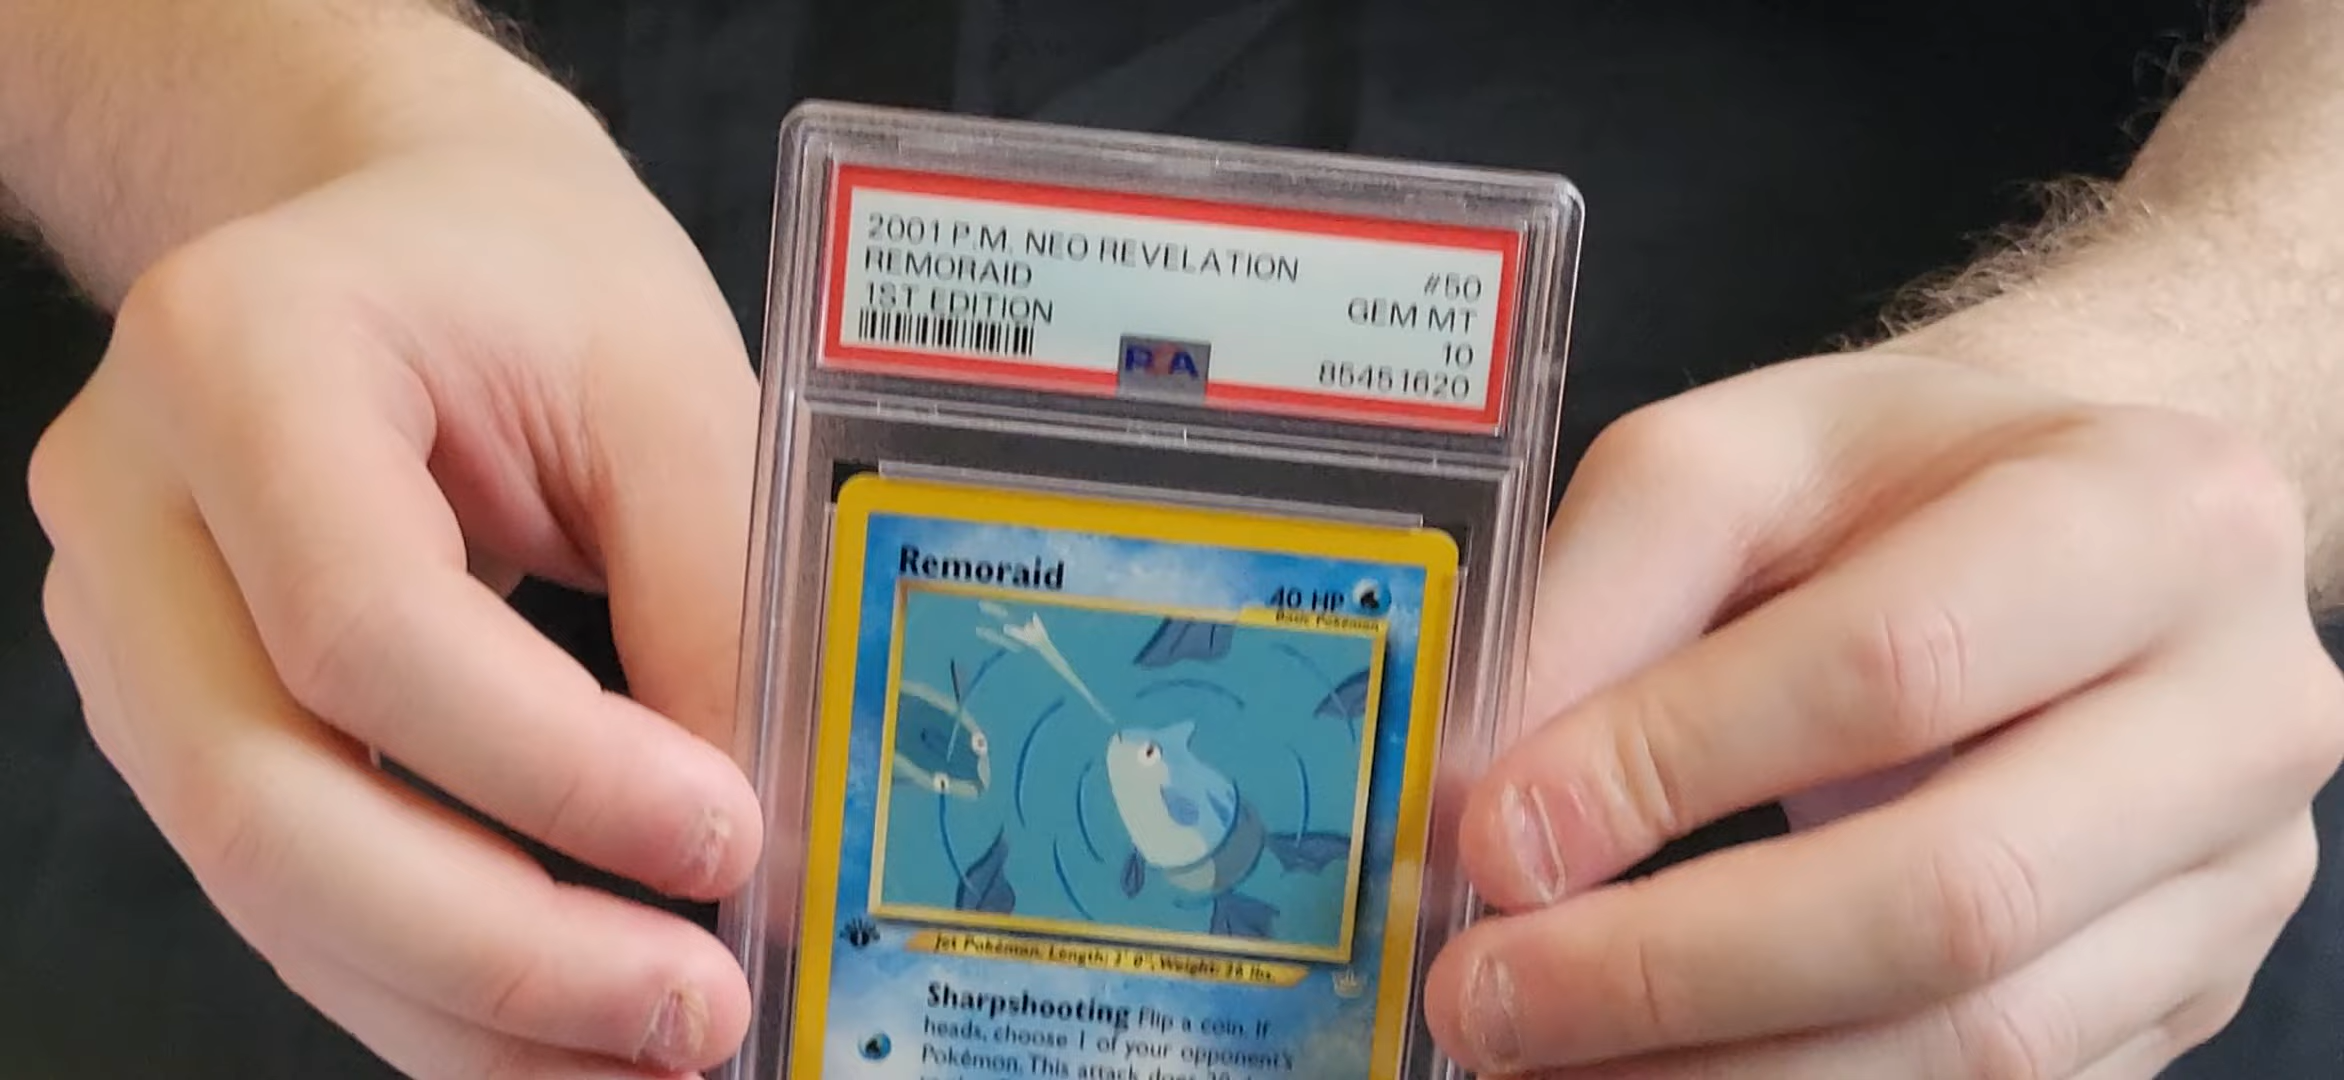 2001 P.M. NEO REVELATION
REMORAID #50
1ST EDITION GEM MT
10
PSA 85451620
Remoraid
40 HP
Basic Pokémon
Jet Pokémon. Length: 2' 0", Weight: 26 lbs.
Sharpshooting Flip a coin. If
heads, choose 1 of your opponent's
Pokémon. This attack does 20